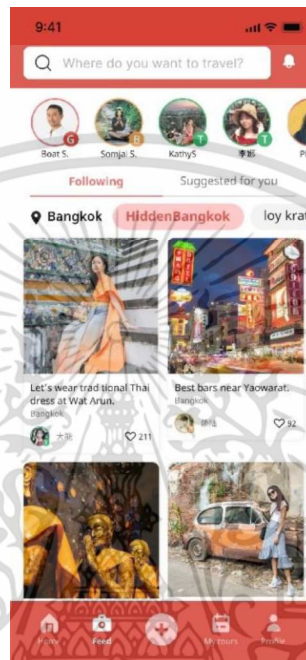 9:41
Where do you want to travel?
G
B
T
T
Boat S.
Somjai S.
KathyS
Following
Suggested for you
Bangkok
HiddenBangkok
loy krat
Let's wear traditional Thai
dress at Wat Arun.
Bangkok
211
Best bars near Yaowarat.
Bangkok
92
Home
Feed
My tours
Profile